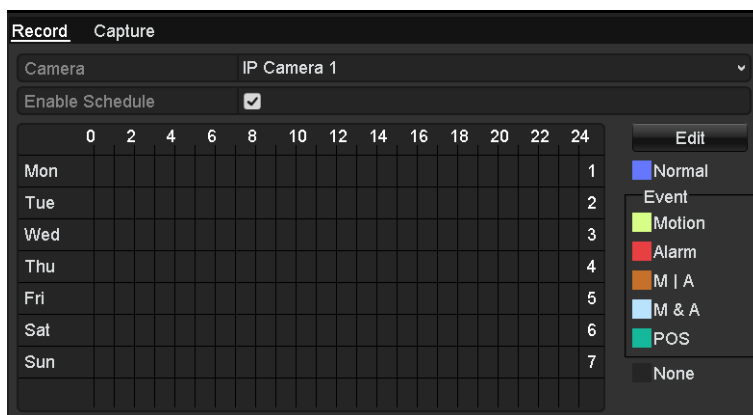 Record Capture
Camera IP Camera 1
Enable Schedule
0 2 4 6 8 10 12 14 16 18 20 22 24
Edit
Mon 1
Tue 2
Wed 3
Thu 4
Fri 5
Sat 6
Sun 7
Normal
Event
Motion
Alarm
M | A
M & A
POS
None